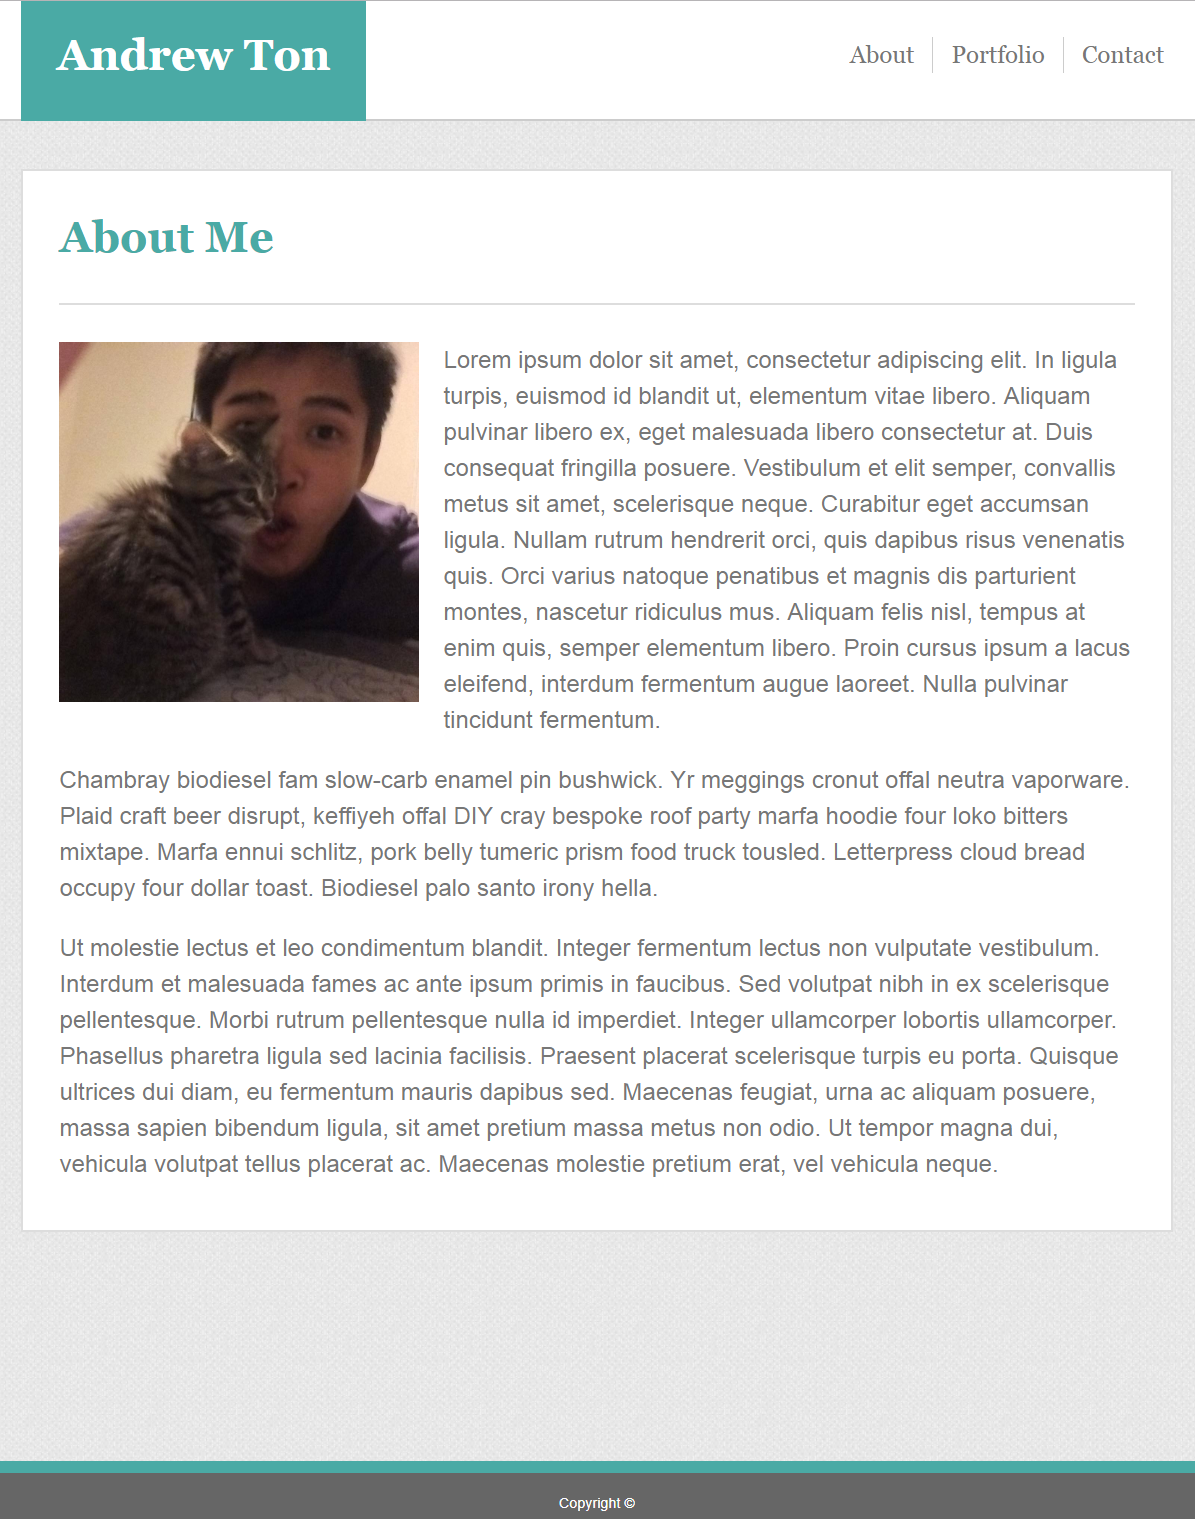 Andrew Ton
About
Portfolio
Contact
About Me
Lorem ipsum dolor sit amet, consectetur adipiscing elit. In ligula
turpis, euismod id blandit ut, elementum vitae libero. Aliquam
pulvinar libero ex, eget malesuada libero consectetur at. Duis
consequat fringilla posuere. Vestibulum et elit semper, convallis
metus sit amet, scelerisque neque. Curabitur eget accumsan
ligula. Nullam rutrum hendrerit orci, quis dapibus risus venenatis
quis. Orci varius natoque penatibus et magnis dis parturient
montes, nascetur ridiculus mus. Aliquam felis nisl, tempus at
enim quis, semper elementum libero. Proin cursus ipsum a lacus
eleifend, interdum fermentum augue laoreet. Nulla pulvinar
tincidunt fermentum.
Chambray biodiesel fam slow-carb enamel pin bushwick. Yr meggings cronut offal neutra vaporware.
Plaid craft beer disrupt, keffiyeh offal DIY cray bespoke roof party marfa hoodie four loko bitters
mixtape. Marfa ennui schlitz, pork belly tumeric prism food truck tousled. Letterpress cloud bread
occupy four dollar toast. Biodiesel palo santo irony hella.
Ut molestie lectus et leo condimentum blandit. Integer fermentum lectus non vulputate vestibulum.
Interdum et malesuada fames ac ante ipsum primis in faucibus. Sed volutpat nibh in ex scelerisque
pellentesque. Morbi rutrum pellentesque nulla id imperdiet. Integer ullamcorper lobortis ullamcorper.
Phasellus pharetra ligula sed lacinia facilisis. Praesent placerat scelerisque turpis eu porta. Quisque
ultrices dui diam, eu fermentum mauris dapibus sed. Maecenas feugiat, urna ac aliquam posuere,
massa sapien bibendum ligula, sit amet pretium massa metus non odio. Ut tempor magna dui,
vehicula volutpat tellus placerat ac. Maecenas molestie pretium erat, vel vehicula neque.
Copyright ©